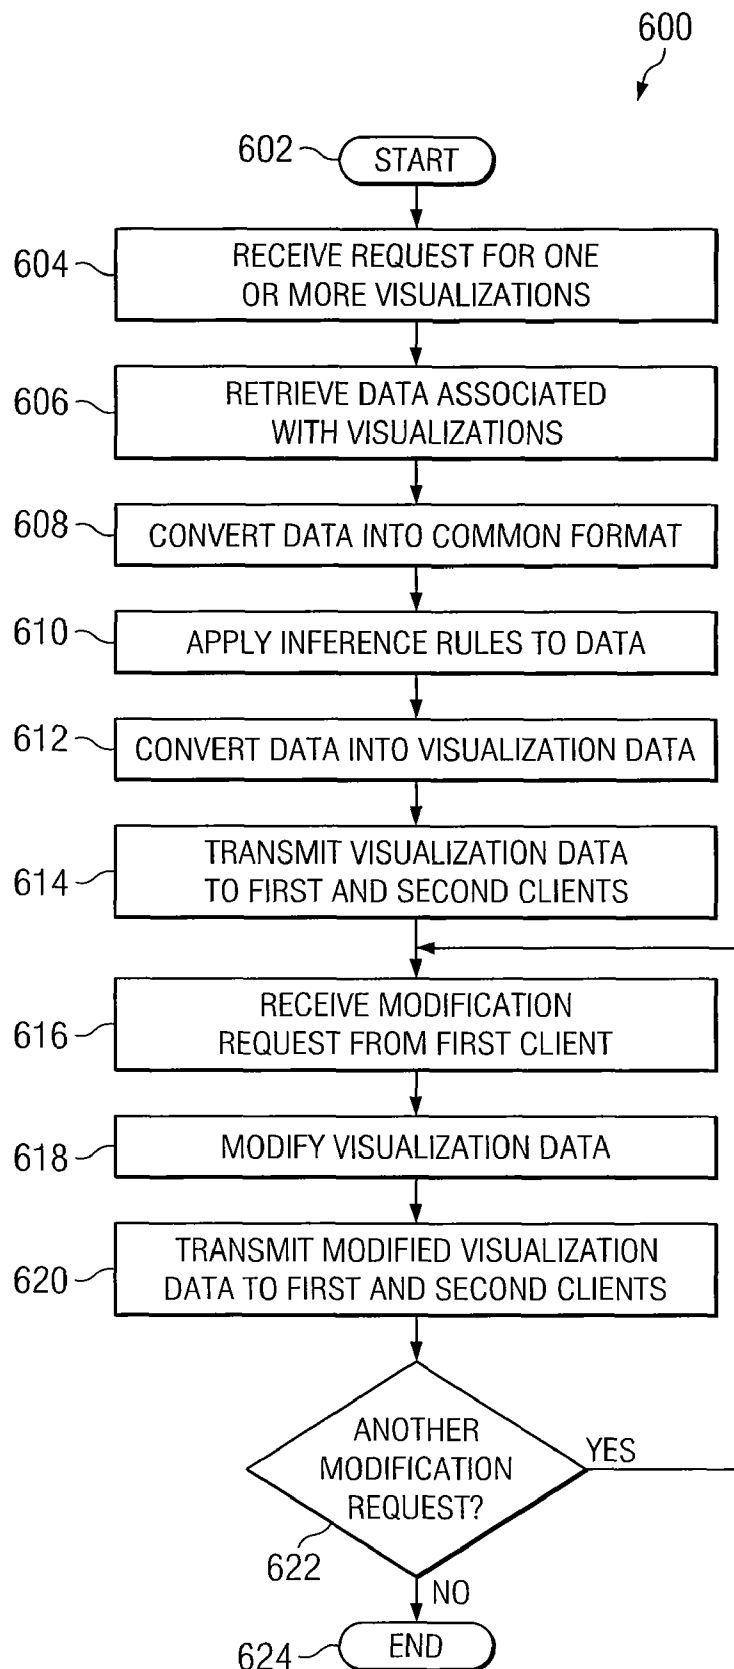 600
602
START
604
RECEIVE REQUEST FOR ONE
OR MORE VISUALIZATIONS
606
RETRIEVE DATA ASSOCIATED
WITH VISUALIZATIONS
608
CONVERT DATA INTO COMMON FORMAT
610
APPLY INFERENCE RULES TO DATA
612
CONVERT DATA INTO VISUALIZATION DATA
614
TRANSMIT VISUALIZATION DATA
TO FIRST AND SECOND CLIENTS
616
RECEIVE MODIFICATION
REQUEST FROM FIRST CLIENT
618
MODIFY VISUALIZATION DATA
620
TRANSMIT MODIFIED VISUALIZATION
DATA TO FIRST AND SECOND CLIENTS
ANOTHER
MODIFICATION
REQUEST?
YES
622
NO
624
END